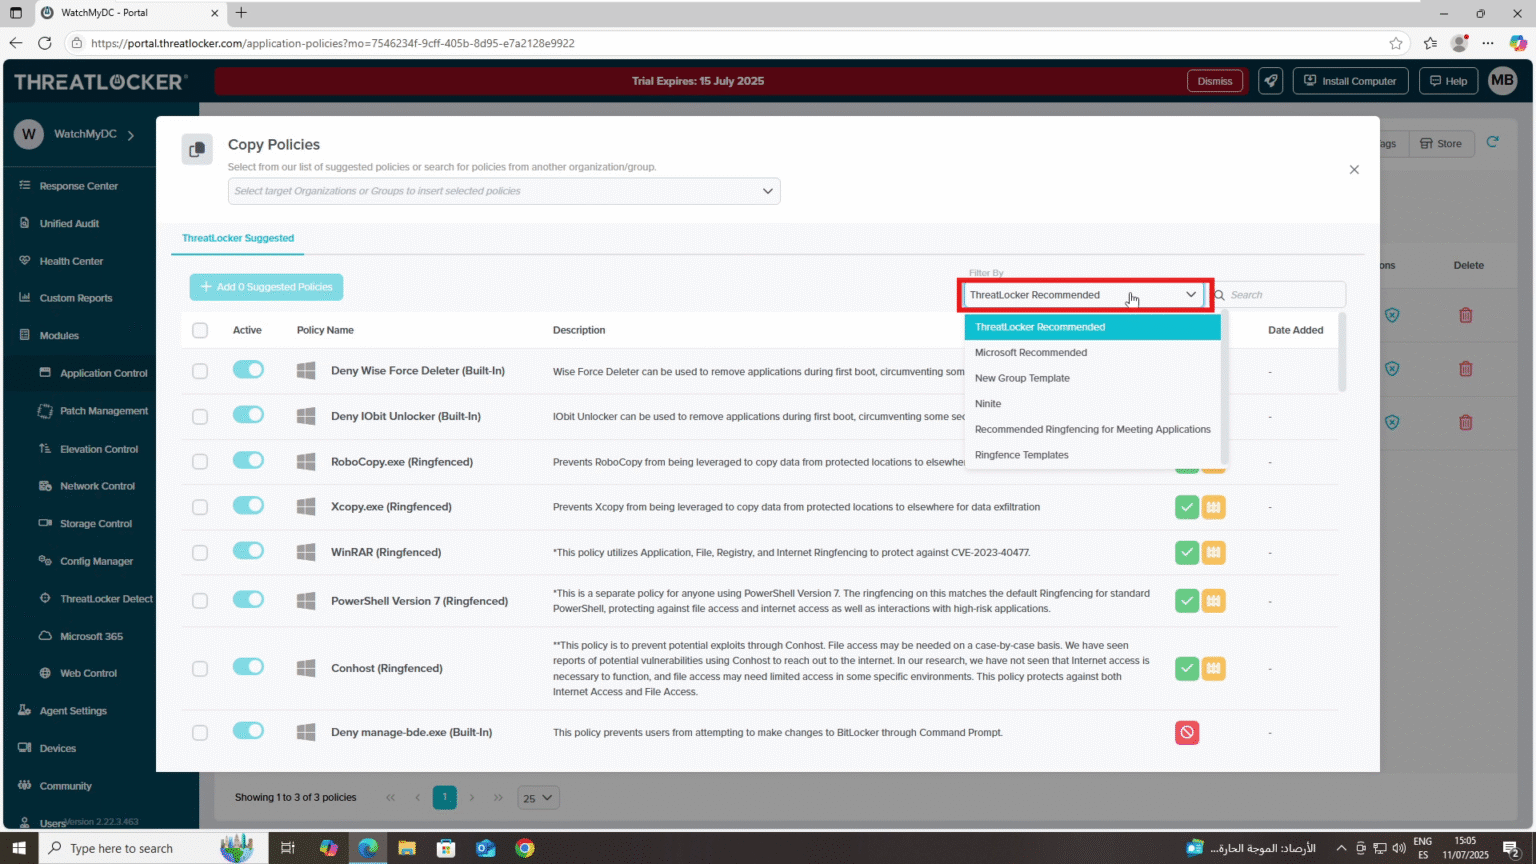 WatchMyDC - Portal
https://portal.threatlocker.com/application-policies?mo=7546234f-9cff-405b-8d95-e7a2128e9922
THREATLOCKER
Trial Expires: 15 July 2025
Dismiss
Install Computer
Help
MB
W
WatchMyDC
Response Center
Unified Audit
Health Center
Custom Reports
Modules
Application Control
Patch Management
Elevation Control
Network Control
Storage Control
Config Manager
ThreatLocker Detect
Microsoft 365
Web Control
Agent Settings
Devices
Community
Users
Version 2.22.3.463
Copy Policies
Select from our list of suggested policies or search for policies from another organization/group.
Select target Organizations or Groups to insert selected policies
Store
Delete
ThreatLocker Suggested
+ Add 0 Suggested Policies
Filter By
ThreatLocker Recommended
Search
ThreatLocker Recommended
Microsoft Recommended
New Group Template
Ninite
Recommended Ringfencing for Meeting Applications
Ringfence Templates
Active Policy Name Description Date Added
Deny Wise Force Deleter (Built-In) Wise Force Deleter can be used to remove applications during first boot, circumventing som -
Deny IObit Unlocker (Built-In) IObit Unlocker can be used to remove applications during first boot, circumventing some sec -
RoboCopy.exe (Ringfenced) Prevents RoboCopy from being leveraged to copy data from protected locations to elsewhere -
Xcopy.exe (Ringfenced) Prevents Xcopy from being leveraged to copy data from protected locations to elsewhere for data exfiltration -
WinRAR (Ringfenced) *This policy utilizes Application, File, Registry, and Internet Ringfencing to protect against CVE-2023-40477. -
PowerShell Version 7 (Ringfenced) *This is a separate policy for anyone using PowerShell Version 7. The ringfencing on this matches the default Ringfencing for standard
PowerShell, protecting against file access and internet access as well as interactions with high-risk applications. -
Conhost (Ringfenced) **This policy is to prevent potential exploits through Conhost. File access may be needed on a case-by-case basis. We have seen
reports of potential vulnerabilities using Conhost to reach out to the internet. In our research, we have not seen that Internet access is
necessary to function, and file access may need limited access in some specific environments. This policy protects against both
Internet Access and File Access. -
Deny manage-bde.exe (Built-In) This policy prevents users from attempting to make changes to BitLocker through Command Prompt. -
Showing 1 to 3 of 3 policies
1
25
Type here to search
الأرصاد: الموجة الحارة...
ENG
ES
15:05
11/07/2025
2